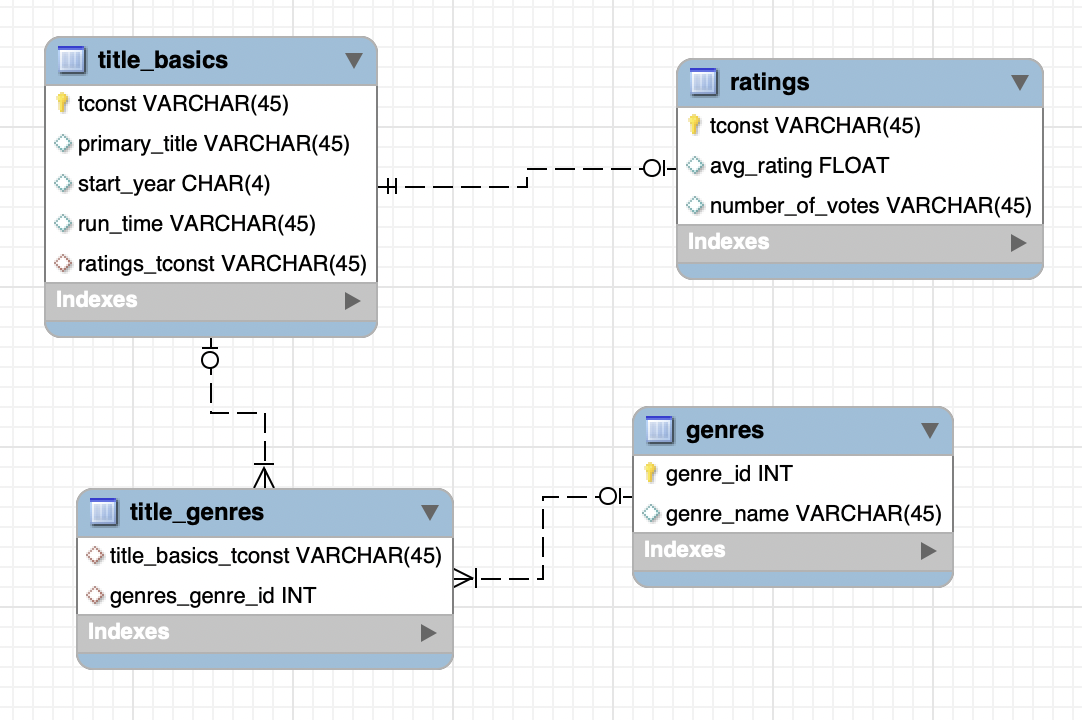 title_basics
tconst VARCHAR(45)
primary_title VARCHAR(45)
start_year CHAR(4)
run_time VARCHAR(45)
ratings_tconst VARCHAR(45)
Indexes
ratings
tconst VARCHAR(45)
avg_rating FLOAT
number_of_votes VARCHAR(45)
Indexes
title_genres
title_basics_tconst VARCHAR(45)
genres_genre_id INT
Indexes
genres
genre_id INT
genre_name VARCHAR(45)
Indexes